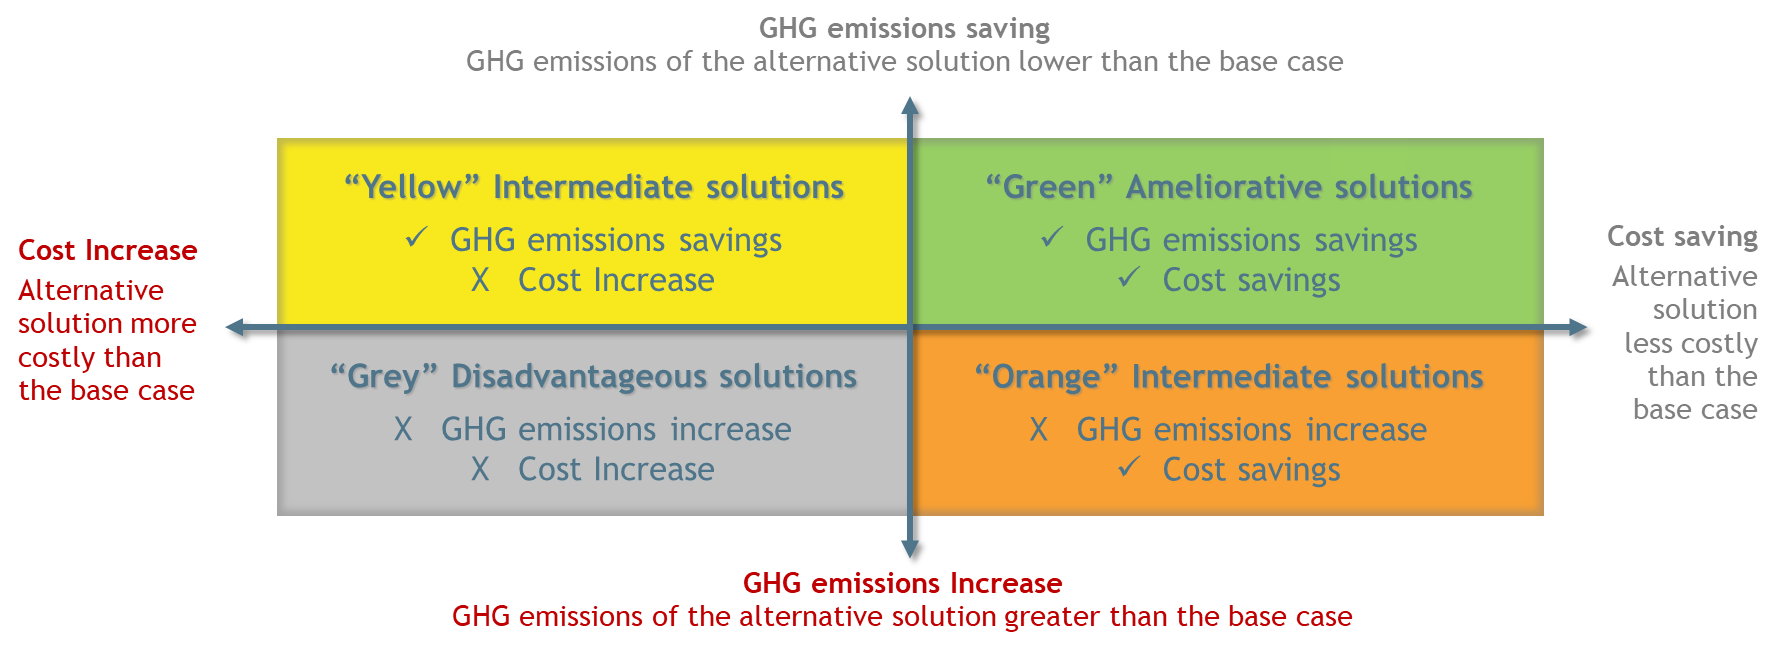 GHG emissions saving
GHG emissions of the alternative solution lower than the base case
“Yellow” Intermediate solutions
✓ GHG emissions savings
X Cost Increase
“Green” Ameliorative solutions
✓ GHG emissions savings
✓ Cost savings
Cost Increase
Alternative
solution more
costly than
the base case
Cost saving
Alternative
solution
less costly
than the
base case
“Grey” Disadvantageous solutions
X GHG emissions increase
X Cost Increase
“Orange” Intermediate solutions
X GHG emissions increase
✓ Cost savings
GHG emissions Increase
GHG emissions of the alternative solution greater than the base case